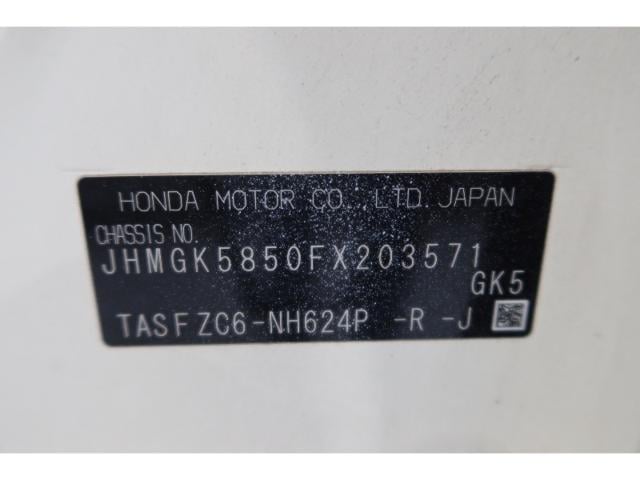 HONDA MOTOR CO., LTD. JAPAN
CHASSIS NO.
JHMGK5850FX203571
GK5
TASFZC6-NH624P -R -J